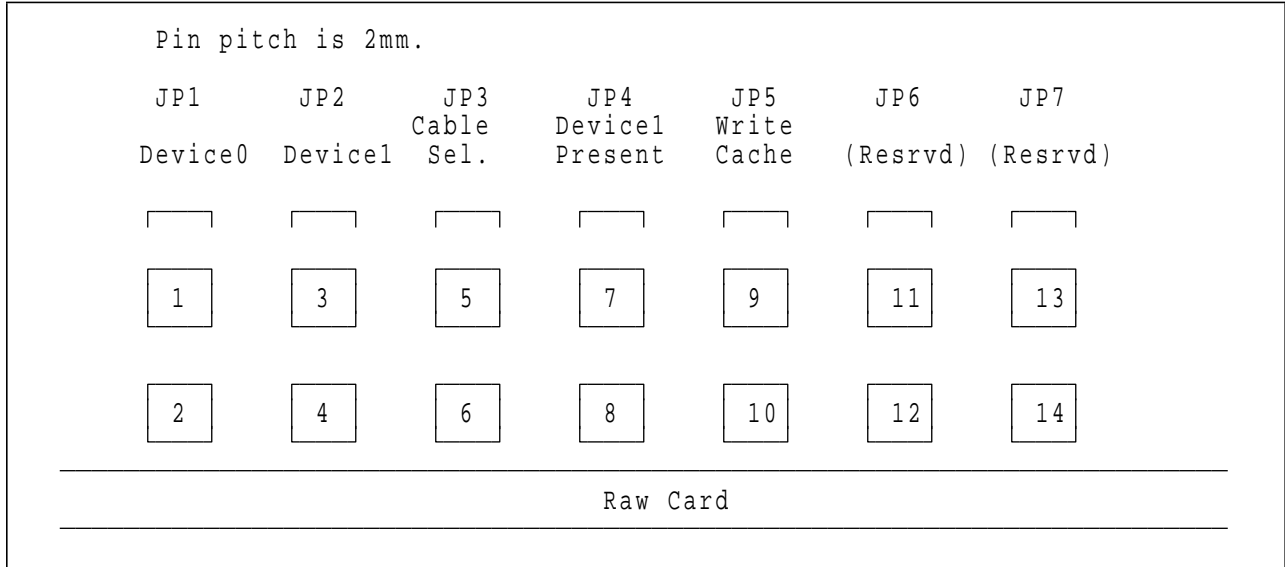 Pin pitch is 2mm.
JP1 JP2 JP3 JP4 JP5 JP6 JP7
Cable Device1 Write
Device0 Device1 Sel. Present Cache (Resrvd) (Resrvd)
1 3 5 7 9 11 13
2 4 6 8 10 12 14
Raw Card